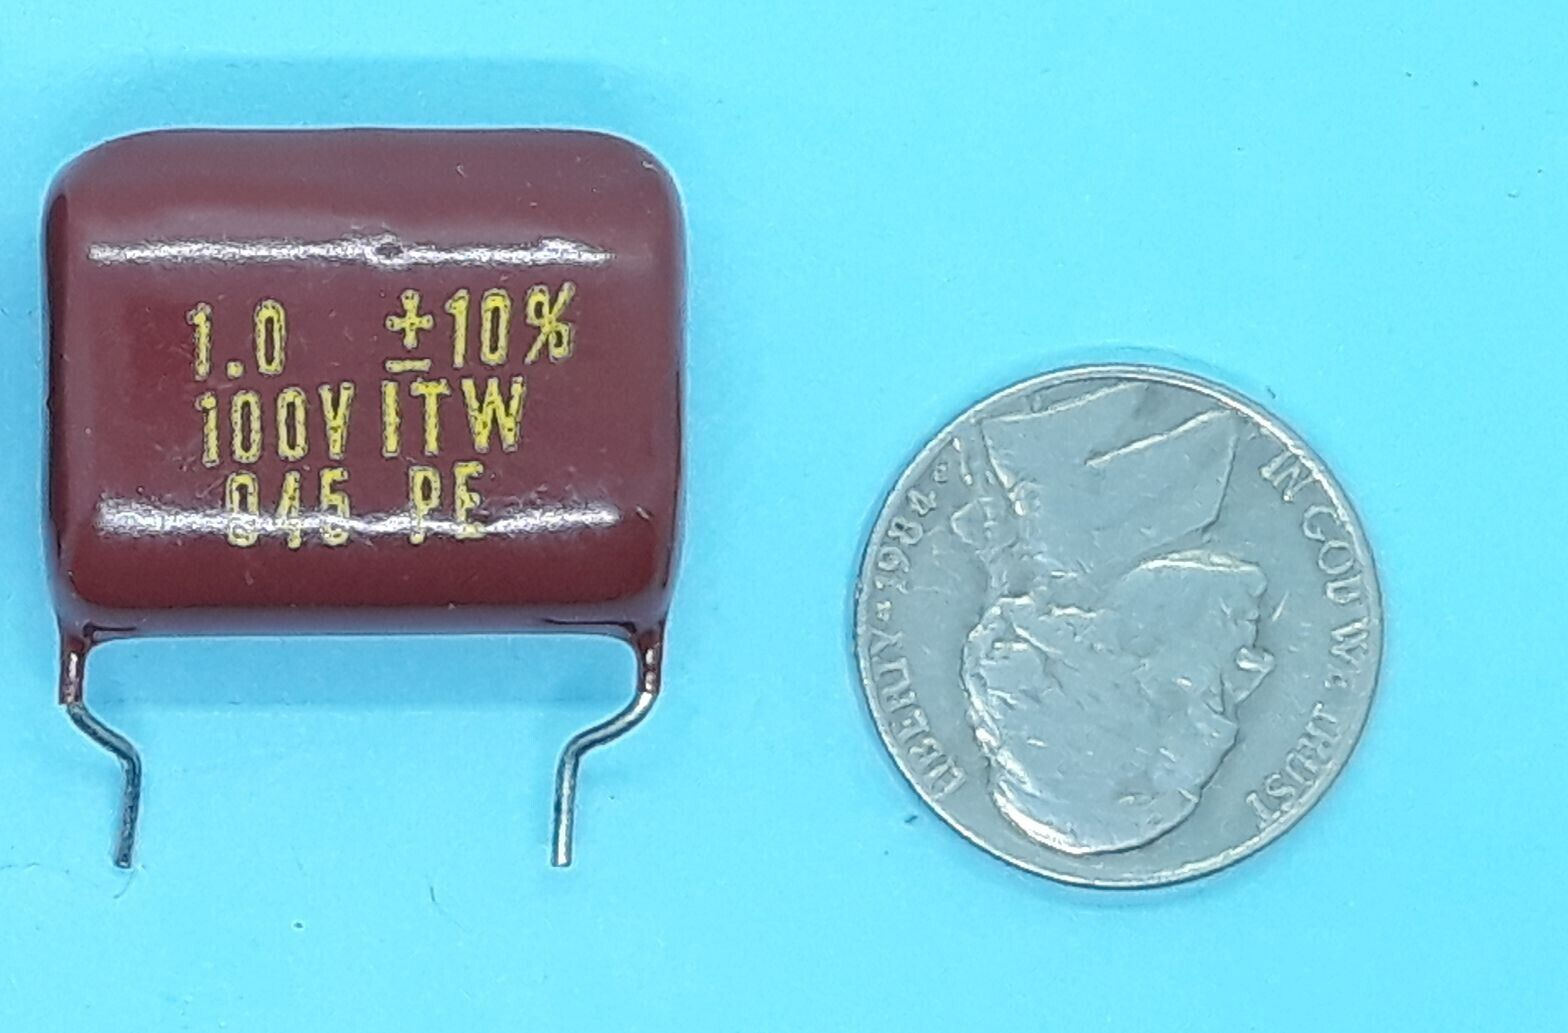 1.0 ±10%
100V ITW
045 PE
LIBERTY 1984
IN GOD WE TRUST